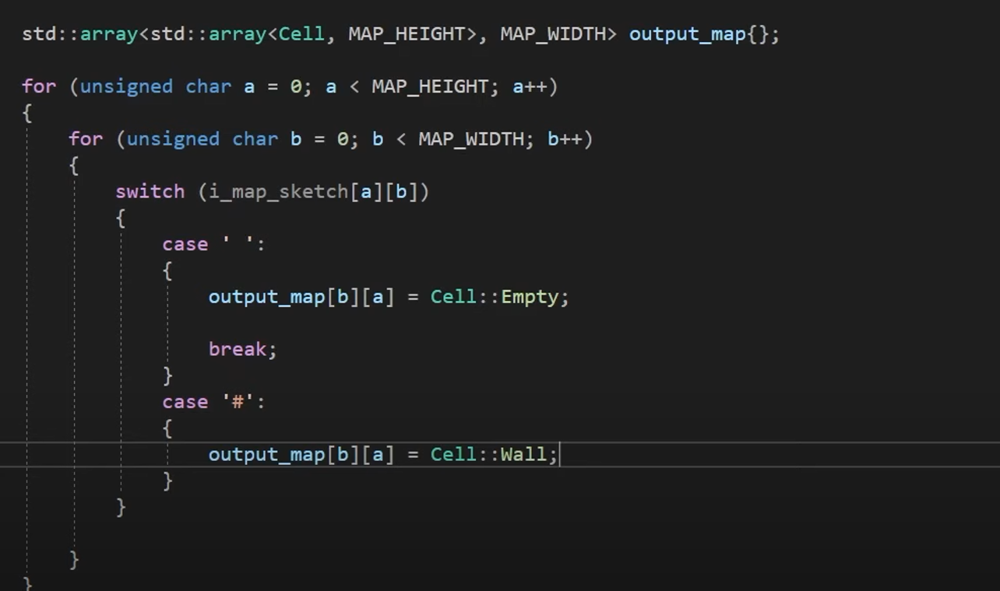 std::array<std::array<Cell, MAP_HEIGHT>, MAP_WIDTH> output_map{};
for (unsigned char a = 0; a < MAP_HEIGHT; a++)
{
for (unsigned char b = 0; b < MAP_WIDTH; b++)
{
switch (i_map_sketch[a][b])
{
case ' ':
{
output_map[b][a] = Cell::Empty;
break;
}
case '#':
{
output_map[b][a] = Cell::Wall;
}
}
}
}